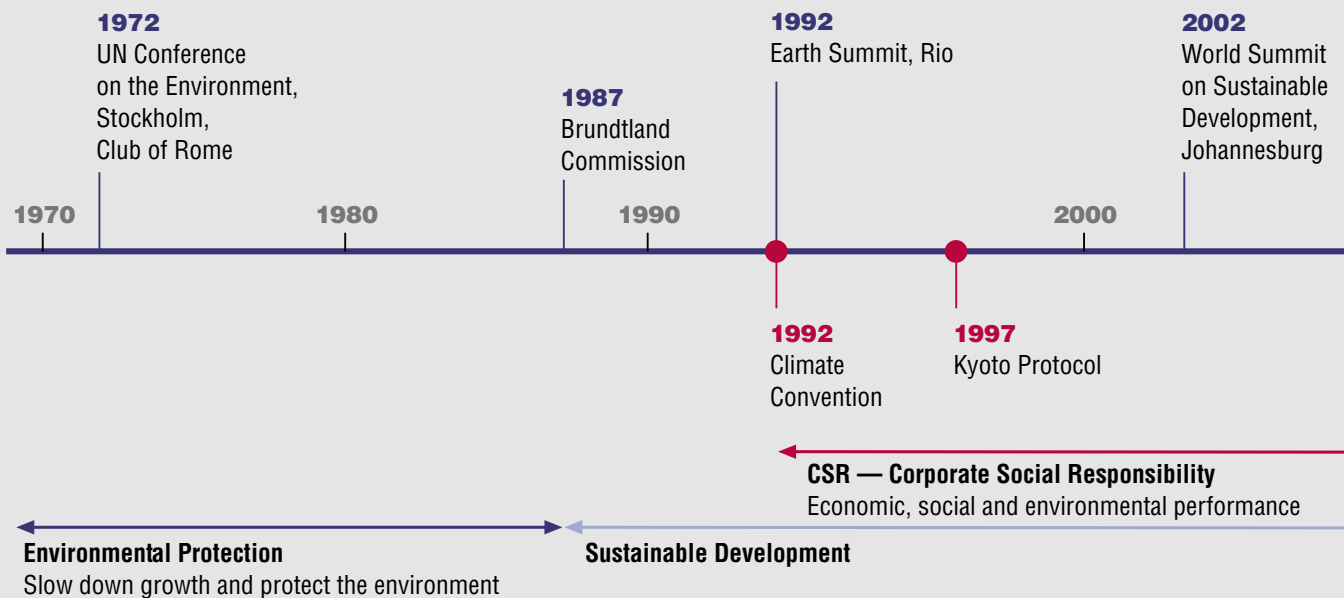 1972
UN Conference
on the Environment,
Stockholm,
Club of Rome
1987
Brundtland
Commission
1992
Earth Summit, Rio
2002
World Summit
on Sustainable
Development,
Johannesburg
1970
1980
1990
2000
1992
Climate
Convention
1997
Kyoto Protocol
CSR — Corporate Social Responsibility
Economic, social and environmental performance
Environmental Protection
Slow down growth and protect the environment
Sustainable Development